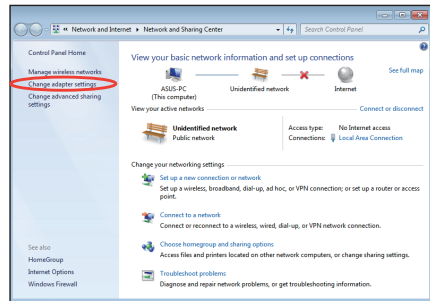 « Network and Internet ▸ Network and Sharing Center
Search Control Panel
Control Panel Home
Manage wireless networks
Change adapter settings
Change advanced sharing
settings
View your basic network information and set up connections
See full map
ASUS-PC
(This computer)
Unidentified network
Internet
View your active networks
Connect or disconnect
Unidentified network
Public network
Access type: No Internet access
Connections: Local Area Connection
Change your networking settings
Set up a new connection or network
Set up a wireless, broadband, dial-up, ad hoc, or VPN connection; or set up a router or access
point.
Connect to a network
Connect or reconnect to a wireless, wired, dial-up, or VPN network connection.
Choose homegroup and sharing options
Access files and printers located on other network computers, or change sharing settings.
Troubleshoot problems
Diagnose and repair network problems, or get troubleshooting information.
See also
HomeGroup
Internet Options
Windows Firewall